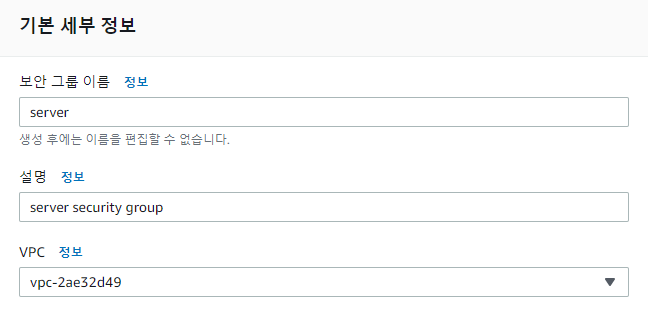 기본 세부 정보
보안 그룹 이름 정보
server
생성 후에는 이름을 편집할 수 없습니다.
설명 정보
server security group
VPC 정보
vpc-2ae32d49